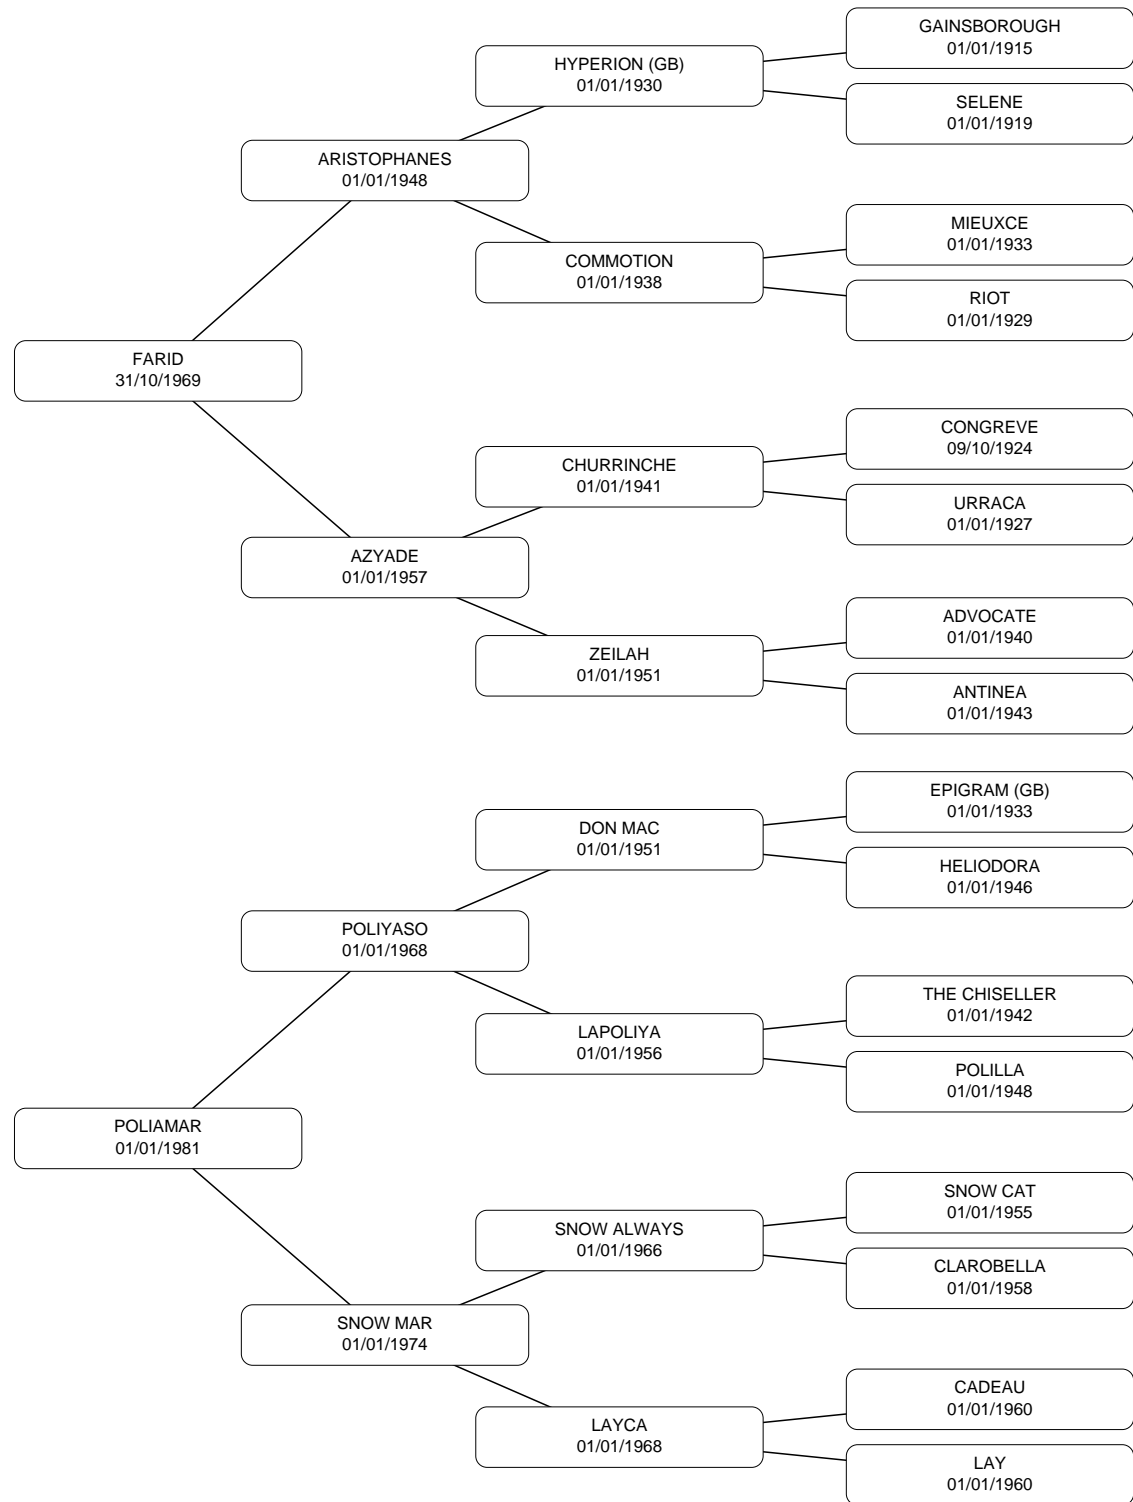 GAINSBOROUGH
01/01/1915
HYPERION (GB)
01/01/1930
SELENE
01/01/1919
ARISTOPHANES
01/01/1948
MIEUXCE
01/01/1933
COMMOTION
01/01/1938
RIOT
01/01/1929
FARID
31/10/1969
CONGREVE
09/10/1924
CHURRINCHE
01/01/1941
URRACA
01/01/1927
AZYADE
01/01/1957
ADVOCATE
01/01/1940
ZEILAH
01/01/1951
ANTINEA
01/01/1943
EPIGRAM (GB)
01/01/1933
DON MAC
01/01/1951
HELIODORA
01/01/1946
POLIYASO
01/01/1968
THE CHISELLER
01/01/1942
LAPOLIYA
01/01/1956
POLILLA
01/01/1948
POLIAMAR
01/01/1981
SNOW CAT
01/01/1955
SNOW ALWAYS
01/01/1966
CLAROBELLA
01/01/1958
SNOW MAR
01/01/1974
CADEAU
01/01/1960
LAYCA
01/01/1968
LAY
01/01/1960